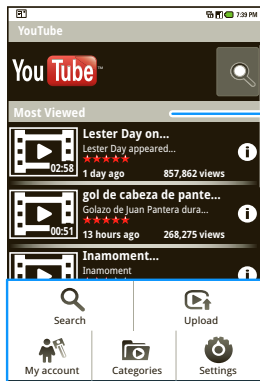 7:39 PM
YouTube
You Tube™
Most Viewed
Lester Day on...
Lester Day appeared...
02:58
1 day ago 857,862 views
gol de cabeza de pante...
Golazo de Juan Pantera dura...
00:51
13 hours ago 268,275 views
Inamoment...
Inamoment
Search Upload
My account Categories Settings